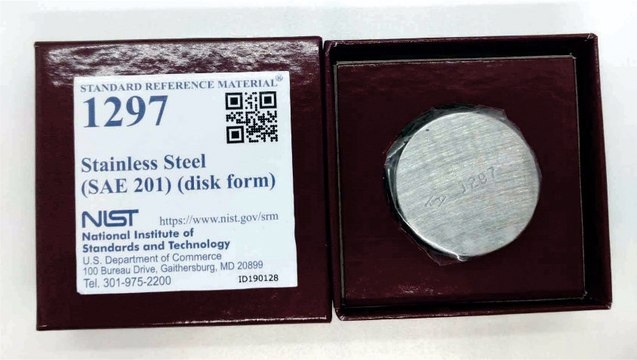 STANDARD REFERENCE MATERIAL®
1297
Stainless Steel
(SAE 201) (disk form)
NIST https://www.nist.gov/srm
National Institute of
Standards and Technology
U.S. Department of Commerce
100 Bureau Drive, Gaithersburg, MD 20899
Tel. 301-975-2200 ID190128